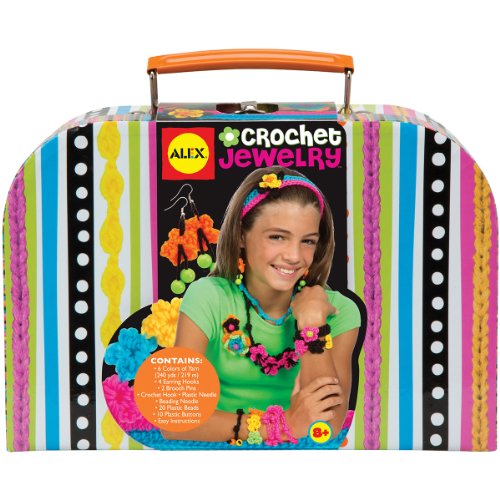 ALEX
CROCHET
JEWELRY™
CONTAINS:
• 6 Colors of Yarn
(240 yds / 219 m)
• 4 Earring Hooks
• 2 Brooch Pins
• Crochet Hook • Plastic Needle
• Beading Needle
• 20 Plastic Beads
• 10 Plastic Buttons
• Easy Instructions
8+